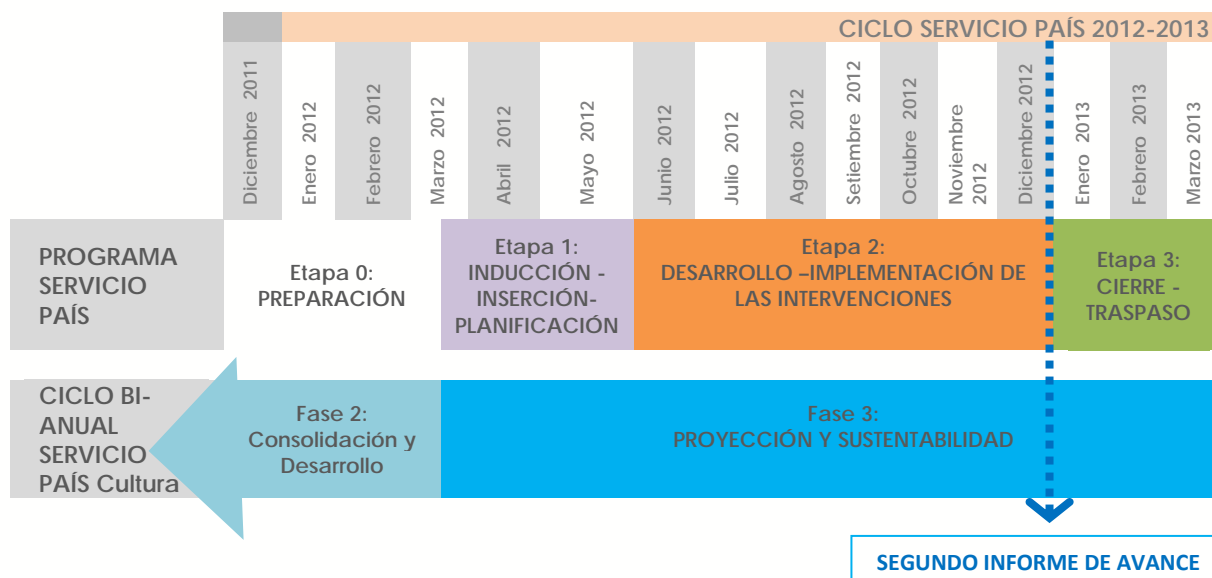 CICLO SERVICIO PAÍS 2012-2013
Diciembre 2011
Enero 2012
Febrero 2012
Marzo 2012
Abril 2012
Mayo 2012
Junio 2012
Julio 2012
Agosto 2012
Setiembre 2012
Octubre 2012
Noviembre
2012
Diciembre 2012
Enero 2013
Febrero 2013
Marzo 2013
PROGRAMA
SERVICIO
PAÍS
Etapa 0:
PREPARACIÓN
Etapa 1:
INDUCCIÓN -
INSERCIÓN-
PLANIFICACIÓN
Etapa 2:
DESARROLLO –IMPLEMENTACIÓN DE
LAS INTERVENCIONES
Etapa 3:
CIERRE -
TRASPASO
CICLO BI-
ANUAL
SERVICIO
PAÍS Cultura
Fase 2:
Consolidación y
Desarrollo
Fase 3:
PROYECCIÓN Y SUSTENTABILIDAD
SEGUNDO INFORME DE AVANCE